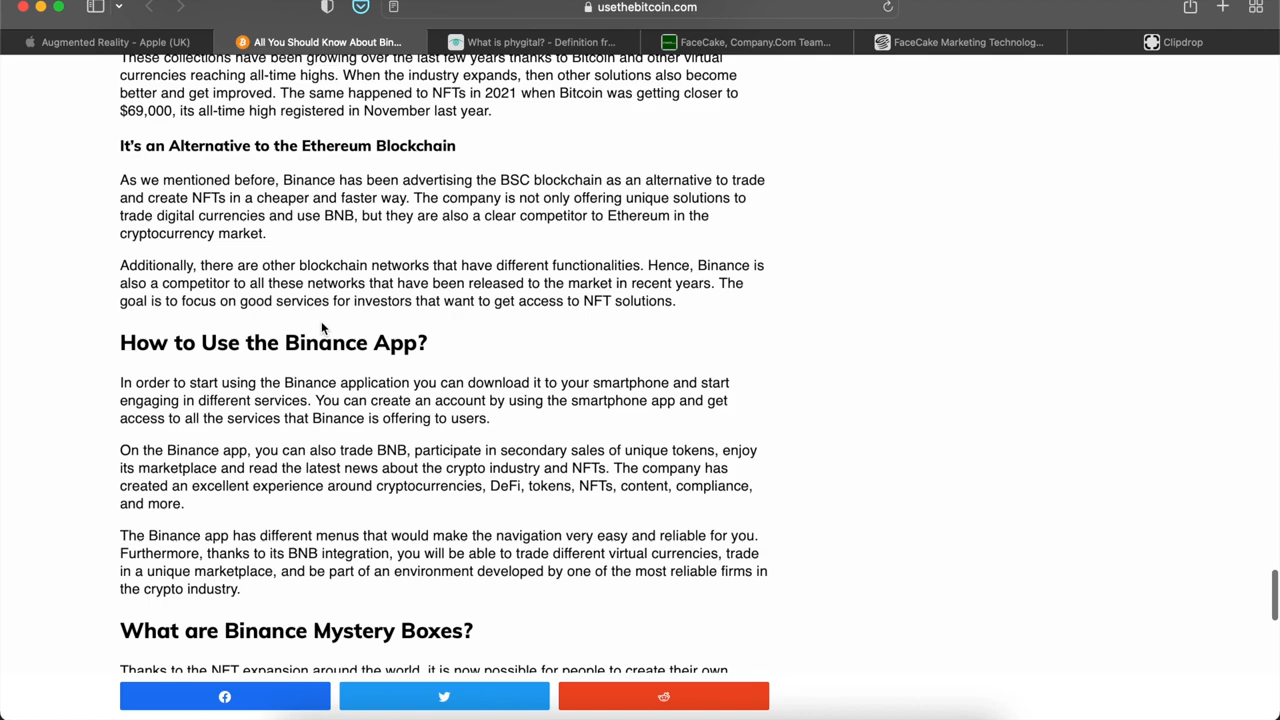 usethebitcoin.com
Augmented Reality - Apple (UK)
All You Should Know About Bin...
What is phygital? - Definition fr...
FaceCake, Company.Com Team...
FaceCake Marketing Technolog...
Clipdrop
These collections have been growing over the last few years thanks to Bitcoin and other virtual
currencies reaching all-time highs. When the industry expands, then other solutions also become
better and get improved. The same happened to NFTs in 2021 when Bitcoin was getting closer to
$69,000, its all-time high registered in November last year.
It's an Alternative to the Ethereum Blockchain
As we mentioned before, Binance has been advertising the BSC blockchain as an alternative to trade
and create NFTs in a cheaper and faster way. The company is not only offering unique solutions to
trade digital currencies and use BNB, but they are also a clear competitor to Ethereum in the
cryptocurrency market.
Additionally, there are other blockchain networks that have different functionalities. Hence, Binance is
also a competitor to all these networks that have been released to the market in recent years. The
goal is to focus on good services for investors that want to get access to NFT solutions.
How to Use the Binance App?
In order to start using the Binance application you can download it to your smartphone and start
engaging in different services. You can create an account by using the smartphone app and get
access to all the services that Binance is offering to users.
On the Binance app, you can also trade BNB, participate in secondary sales of unique tokens, enjoy
its marketplace and read the latest news about the crypto industry and NFTs. The company has
created an excellent experience around cryptocurrencies, DeFi, tokens, NFTs, content, compliance,
and more.
The Binance app has different menus that would make the navigation very easy and reliable for you.
Furthermore, thanks to its BNB integration, you will be able to trade different virtual currencies, trade
in a unique marketplace, and be part of an environment developed by one of the most reliable firms in
the crypto industry.
What are Binance Mystery Boxes?
Thanks to the NFT expansion around the world, it is now possible for people to create their own